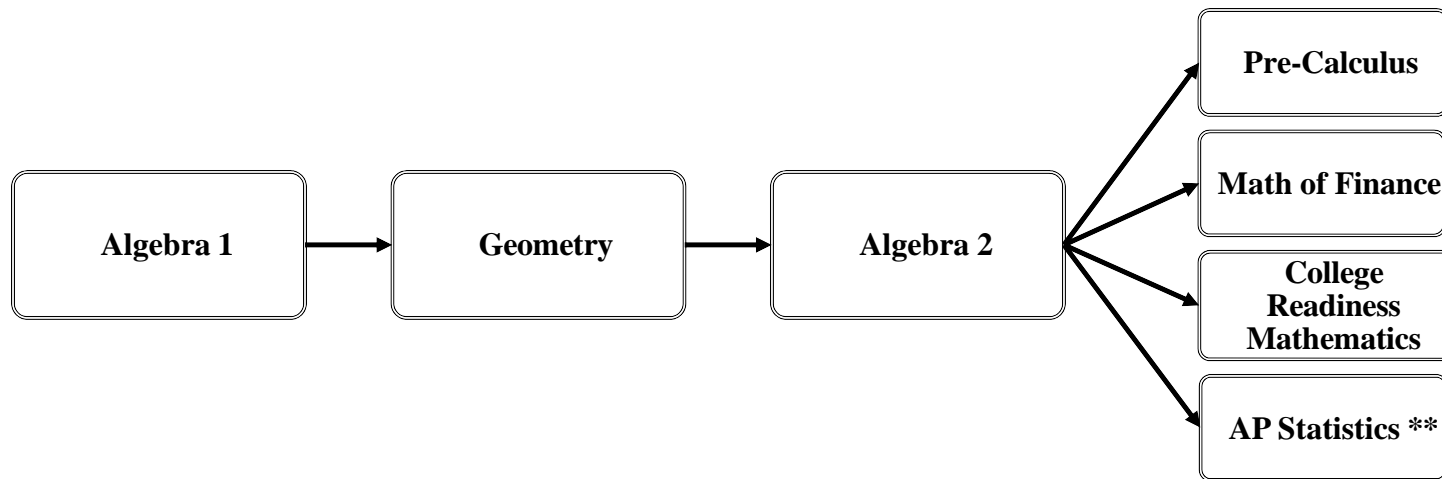 Algebra 1
Geometry
Algebra 2
Pre-Calculus
Math of Finance
College
Readiness
Mathematics
AP Statistics **